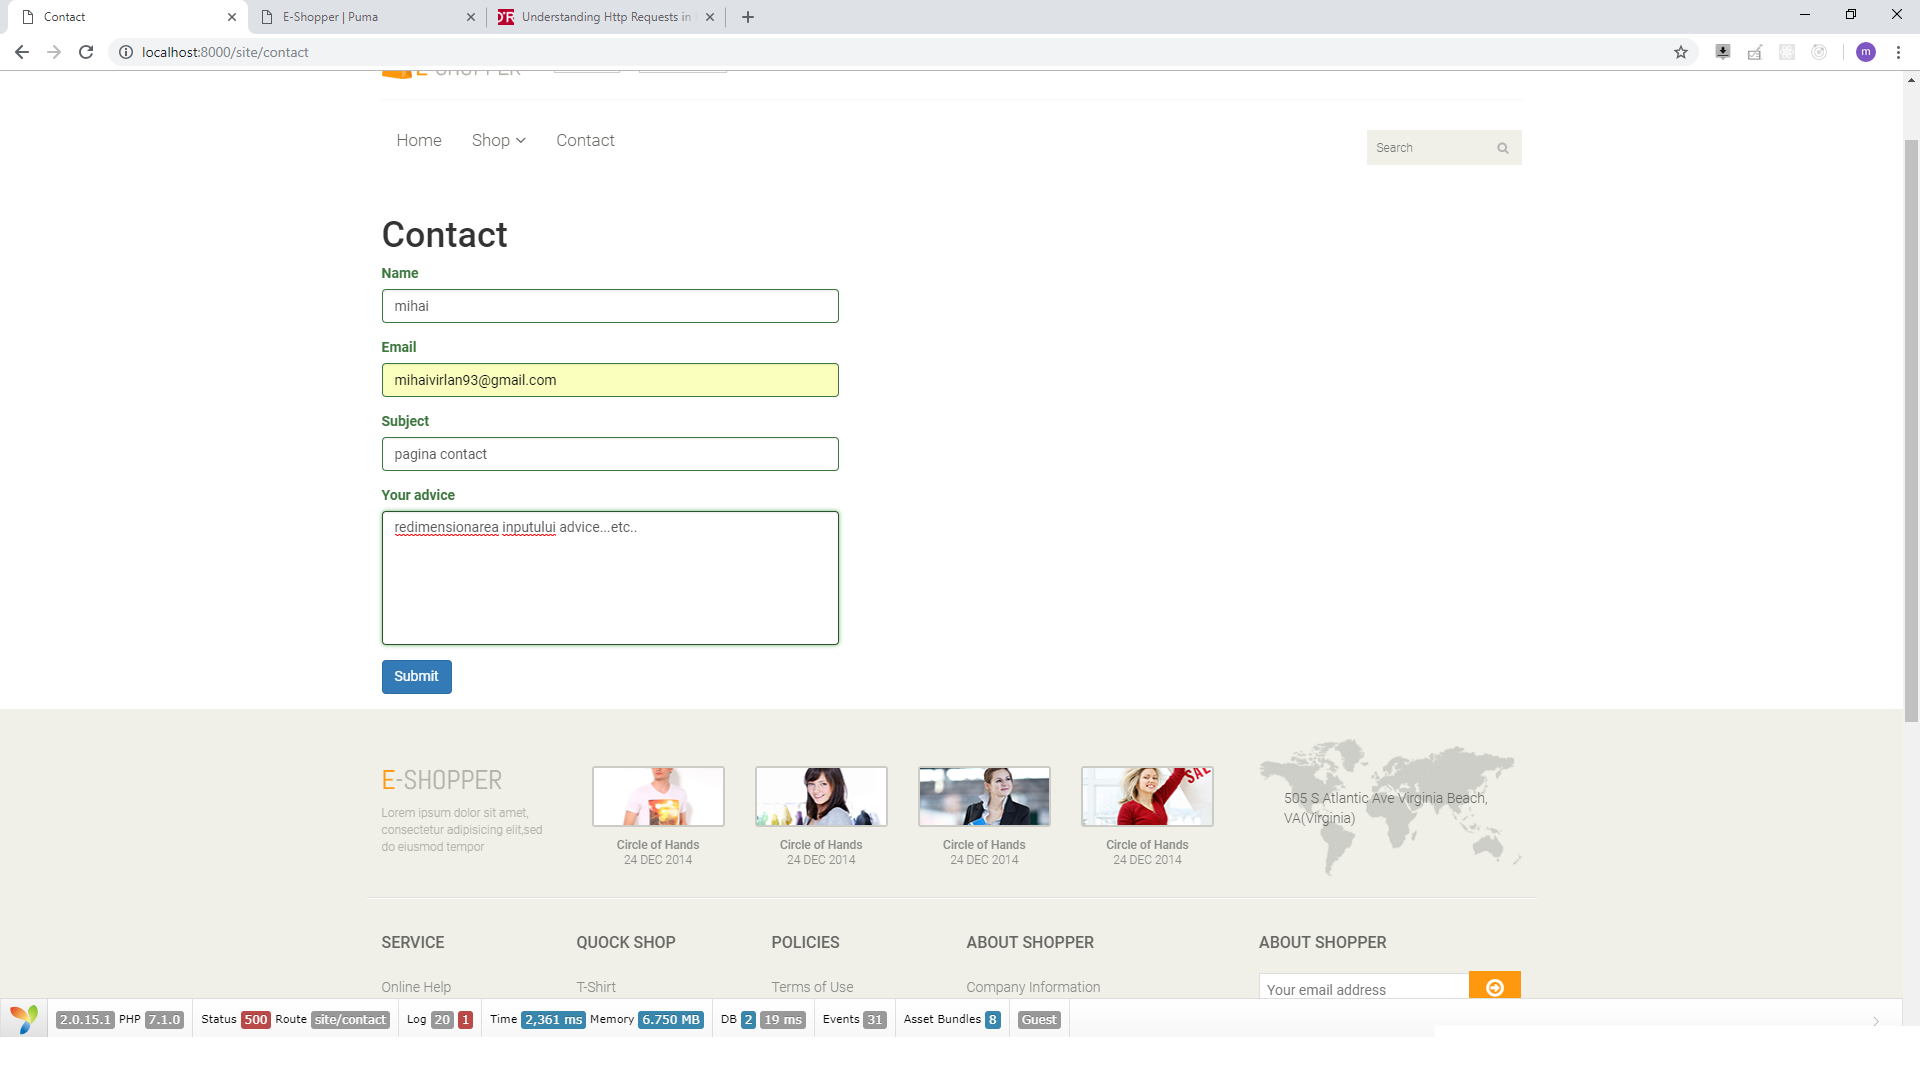 Contact
E-Shopper | Puma
Understanding Http Requests in
localhost:8000/site/contact
m
E-SHOPPER
Home
Shop
Contact
Search
Contact
Name
mihai
Email
mihaivirlan93@gmail.com
Subject
pagina contact
Your advice
redimensionarea inputului advice...etc..
Submit
E-SHOPPER
Lorem ipsum dolor sit amet,
consectetur adipisicing elit,sed
do eiusmod tempor
Circle of Hands
24 DEC 2014
Circle of Hands
24 DEC 2014
Circle of Hands
24 DEC 2014
SALE
Circle of Hands
24 DEC 2014
505 S Atlantic Ave Virginia Beach,
VA(Virginia)
SERVICE
Online Help
QUOCK SHOP
T-Shirt
POLICIES
Terms of Use
ABOUT SHOPPER
Company Information
ABOUT SHOPPER
Your email address
2.0.15.1 PHP 7.1.0 Status 500 Route site/contact Log 20 1 Time 2,361 ms Memory 6.750 MB DB 2 19 ms Events 31 Asset Bundles 8 Guest